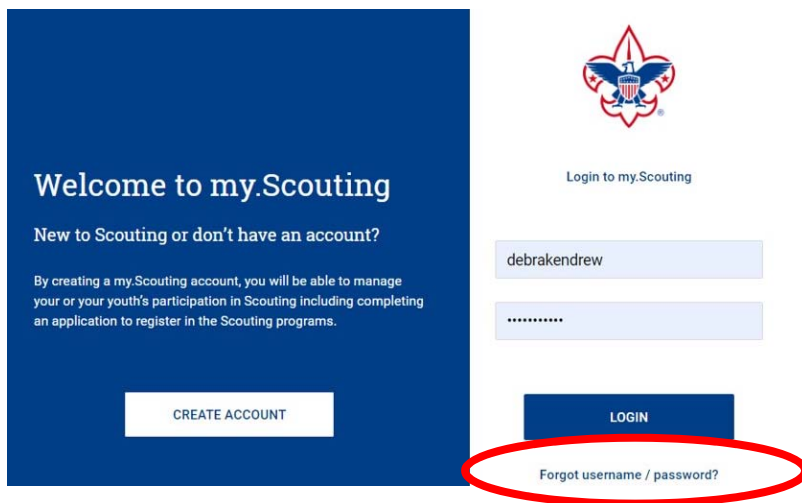 Welcome to my.Scouting
New to Scouting or don't have an account?
By creating a my.Scouting account, you will be able to manage
your or your youth's participation in Scouting including completing
an application to register in the Scouting programs.
CREATE ACCOUNT
®
Login to my.Scouting
debrakendrew
•••••••••••
LOGIN
Forgot username / password?